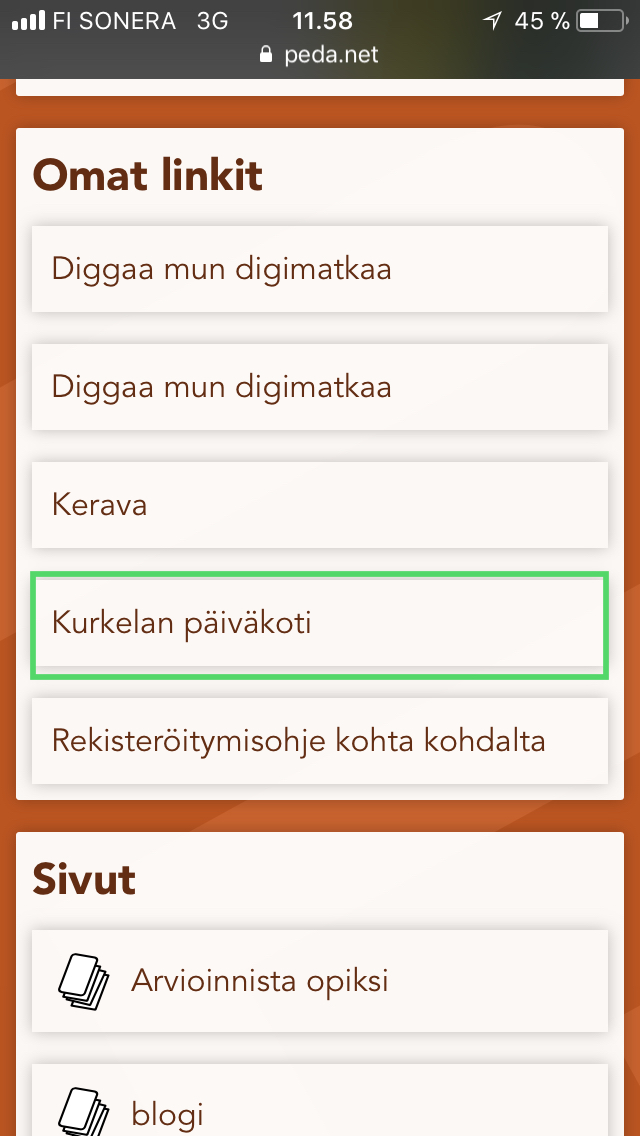 FI SONERA 3G 11.58 45 %
peda.net
Omat linkit
Diggaa mun digimatkaa
Diggaa mun digimatkaa
Kerava
Kurkelan päiväkoti
Rekisteröitymisohje kohta kohdalta
Sivut
Arvioinnista opiksi
blogi